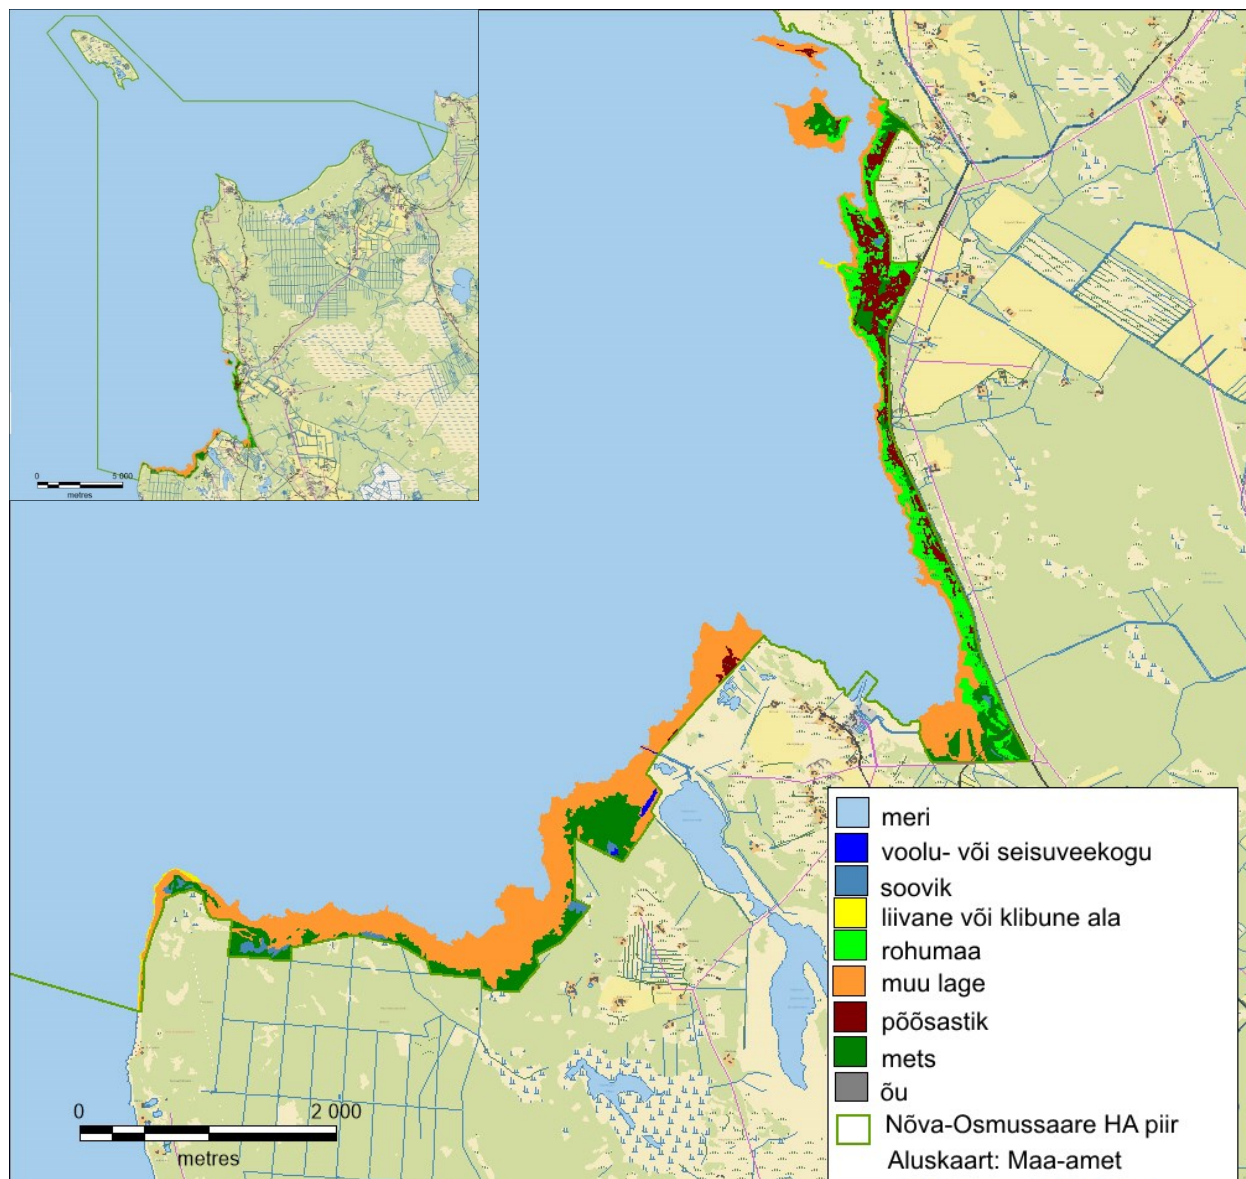 0 5 000
metres
meri
voolu- või seisuveekogu
soovik
liivane või klibune ala
rohumaa
muu lage
põõsastik
mets
õu
Nõva-Osmussaare HA piir
Aluskaart: Maa-amet
0 2 000
metres